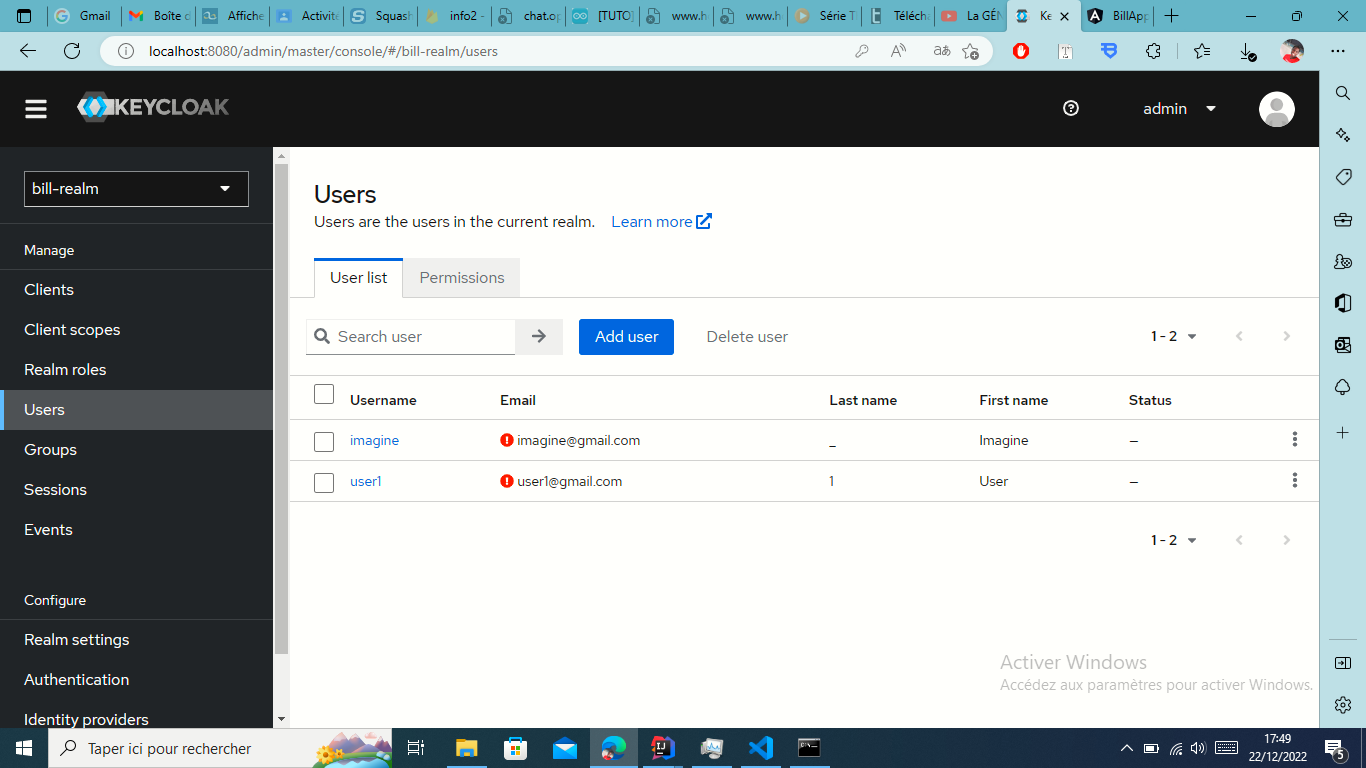 Gmail
Boîte d
Affiche
Activité
Squash
info2 -
chat.op
[TUTO]
www.h
www.h
Série T
Télécha
La GÉN
Ke
BillApp
localhost:8080/admin/master/console/#/bill-realm/users
KEYCLOAK
admin
bill-realm
Manage
Clients
Client scopes
Realm roles
Users
Groups
Sessions
Events
Configure
Realm settings
Authentication
Identity providers
Users
Users are the users in the current realm. Learn more
User list Permissions
Search user Add user Delete user 1 - 2
Username Email Last name First name Status
imagine imagine@gmail.com _ Imagine –
user1 user1@gmail.com 1 User –
1 - 2
Activer Windows
Accédez aux paramètres pour activer Windows.
Taper ici pour rechercher
17:49
22/12/2022
5